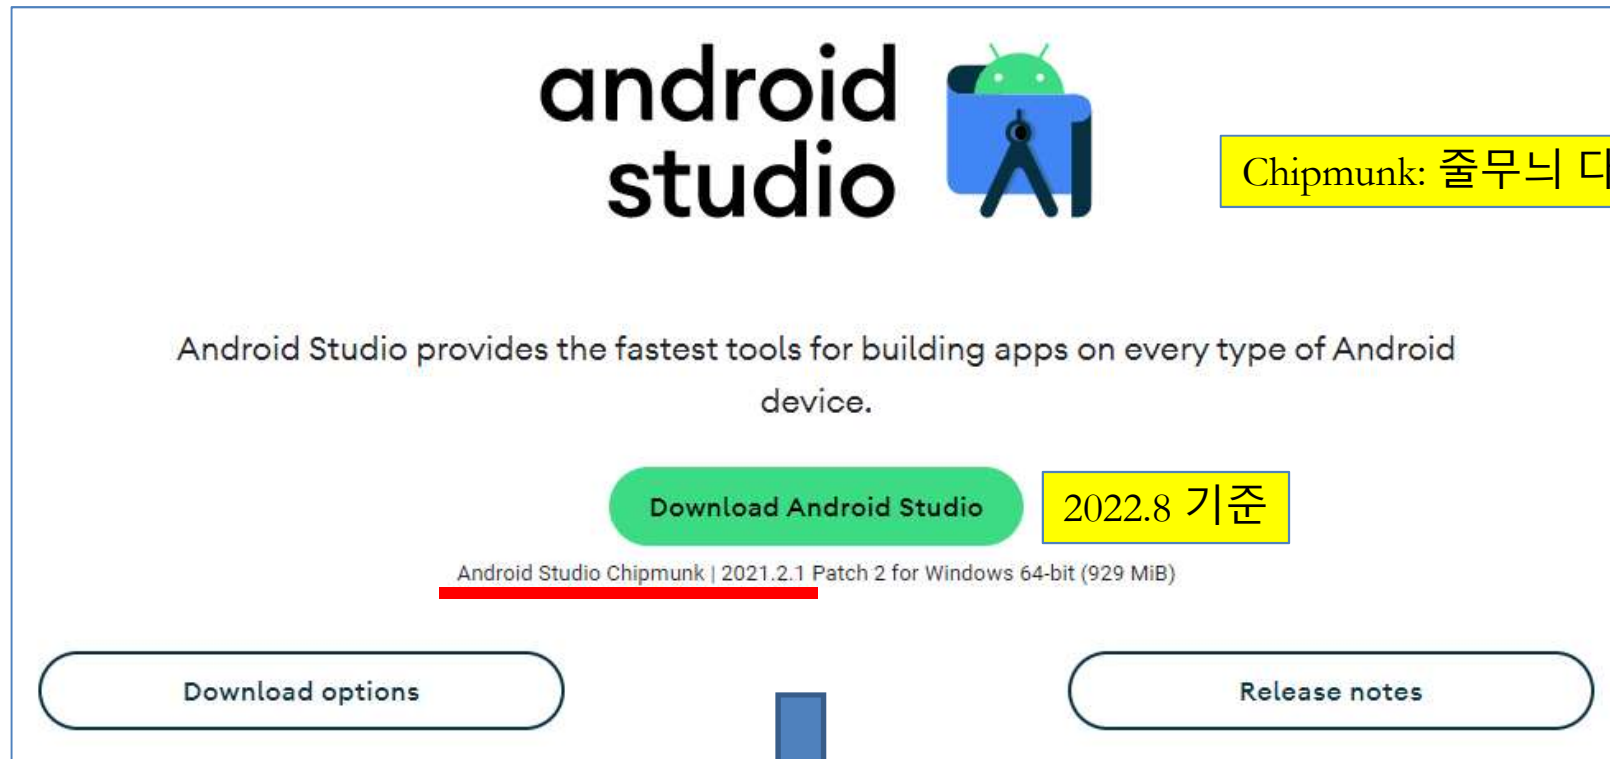 android
studio
Chipmunk: 줄무늬
Android Studio provides the fastest tools for building apps on every type of Android
device.
Download Android Studio
2022.8 기준
Android Studio Chipmunk | 2021.2.1 Patch 2 for Windows 64-bit (929 MiB)
Download options
Release notes